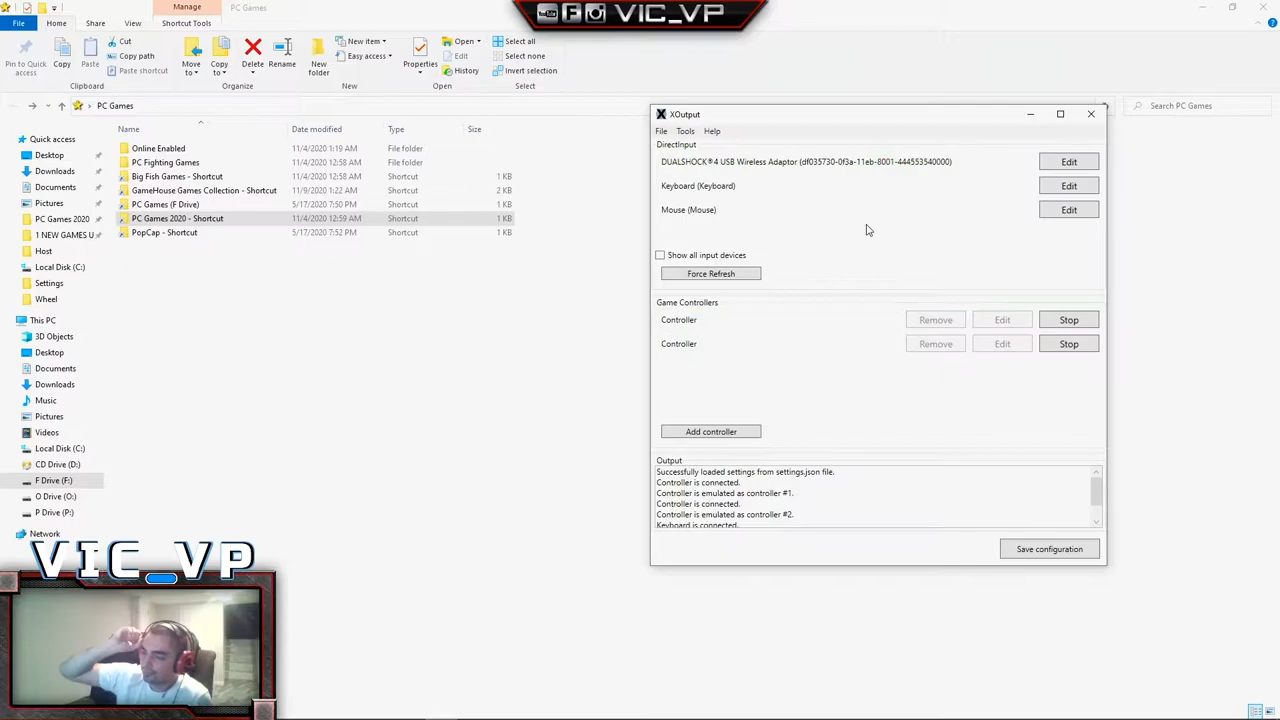 VIC_VP
Manage
PC Games
File
Home
Share
View
Shortcut Tools
Pin to Quick
access
Copy
Paste
Cut
Copy path
Paste shortcut
Clipboard
Move
to
Copy
to
Delete
Rename
Organize
New
folder
New item
Easy access
New
Properties
Open
Edit
History
Open
Select all
Select none
Invert selection
Select
PC Games
Search PC Games
Quick access
Desktop
Downloads
Documents
Pictures
PC Games 2020
1 NEW GAMES U
Host
Local Disk (C:)
Settings
Wheel
This PC
3D Objects
Desktop
Documents
Downloads
Music
Pictures
Videos
Local Disk (C:)
CD Drive (D:)
F Drive (F:)
O Drive (O:)
P Drive (P:)
Network
Name Date modified Type Size
Online Enabled 11/4/2020 1:19 AM File folder
PC Fighting Games 11/4/2020 12:58 AM File folder
Big Fish Games - Shortcut 11/4/2020 12:58 AM Shortcut 1 KB
GameHouse Games Collection - Shortcut 11/9/2020 1:22 AM Shortcut 2 KB
PC Games (F Drive) 5/17/2020 7:50 PM Shortcut 1 KB
PC Games 2020 - Shortcut 11/4/2020 12:59 AM Shortcut 1 KB
PopCap - Shortcut 5/17/2020 7:52 PM Shortcut 1 KB
XOutput
File Tools Help
DirectInput
DUALSHOCK®4 USB Wireless Adaptor (df035730-0f3a-11eb-8001-444553540000) Edit
Keyboard (Keyboard) Edit
Mouse (Mouse) Edit
Show all input devices
Force Refresh
Game Controllers
Controller Remove Edit Stop
Controller Remove Edit Stop
Add controller
Output
Successfully loaded settings from settings.json file.
Controller is connected.
Controller is emulated as controller #1.
Controller is connected.
Controller is emulated as controller #2.
Keyboard is connected.
Save configuration
VIC_VP